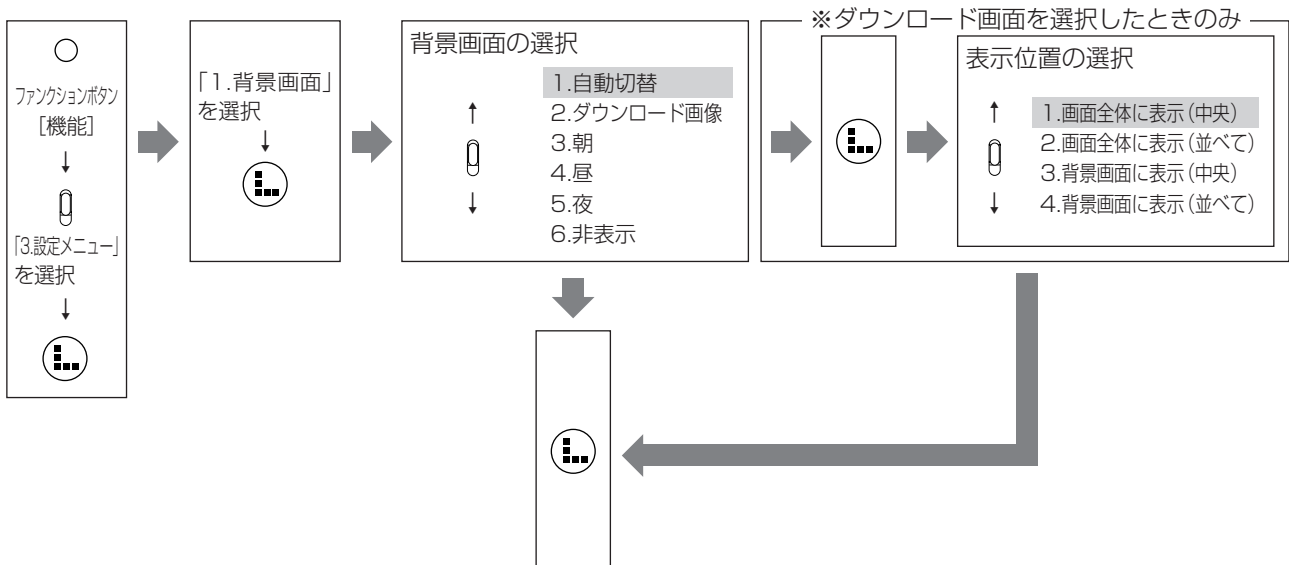 ファンクションボタン
[機能]
「3.設定メニュー」
を選択
「1.背景画面」
を選択
背景画面の選択
1.自動切替
2.ダウンロード画像
3.朝
4.昼
5.夜
6.非表示
※ダウンロード画面を選択したときのみ
表示位置の選択
1.画面全体に表示(中央)
2.画面全体に表示(並べて)
3.背景画面に表示(中央)
4.背景画面に表示(並べて)